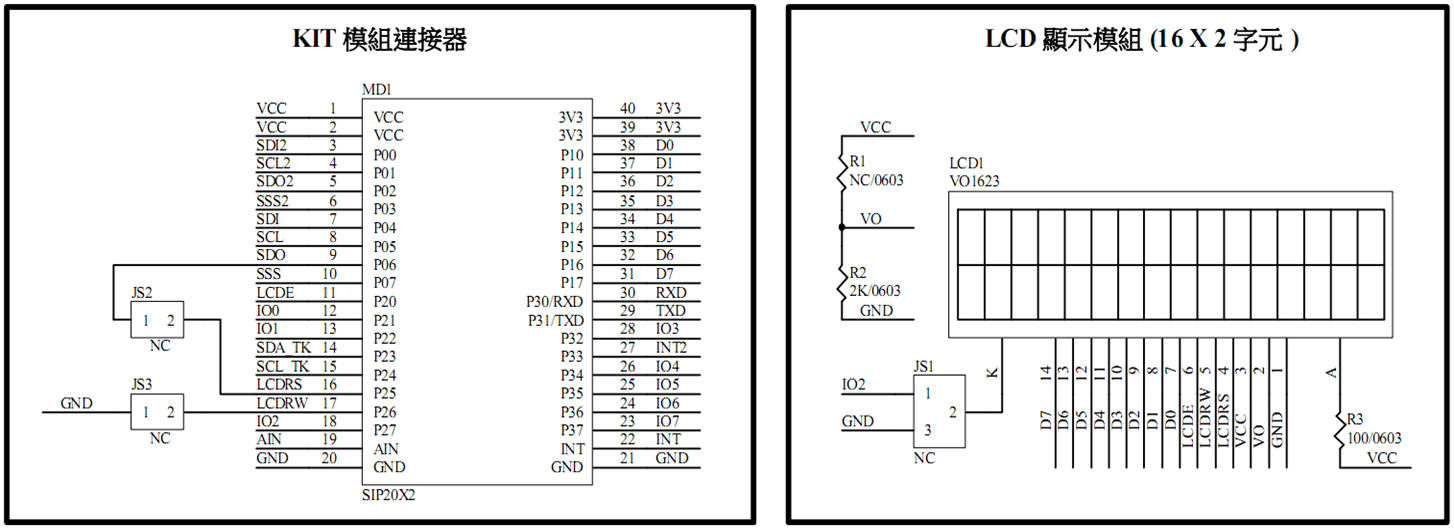 KIT 模組連接器
MD1
VCC 1 VCC 3V3 40 3V3
VCC 2 VCC 3V3 39 3V3
SDI2 3 P00 P10 38 D0
SCL2 4 P01 P11 37 D1
SDO2 5 P02 P12 36 D2
SSS2 6 P03 P13 35 D3
SDI 7 P04 P14 34 D4
SCL 8 P05 P15 33 D5
SDO 9 P06 P16 32 D6
SSS 10 P07 P17 31 D7
LCDE 11 P20 P30/RXD 30 RXD
IO0 12 P21 P31/TXD 29 TXD
IO1 13 P22 P32 28 IO3
SDA_TK 14 P23 P33 27 INT2
SCL_TK 15 P24 P34 26 IO4
LCDRS 16 P25 P35 25 IO5
LCDRW 17 P26 P36 24 IO6
IO2 18 P27 P37 23 IO7
AIN 19 AIN INT 22 INT
GND 20 GND GND 21 GND
SIP20X2
JS2
1 2
NC
JS3
GND 1 2
NC
LCD 顯示模組 (16 X 2 字元 )
VCC
R1
NC/0603
VO
R2
2K/0603
GND
LCD1
VO1623
JS1
IO2 1
2
GND 3
NC
K
D7 14
D6 13
D5 12
D4 11
D3 10
D2 9
D1 8
D0 7
LCDE 6
LCDRW 5
LCDRS 4
VCC 3
VO 2
GND 1
A
R3
100/0603
VCC